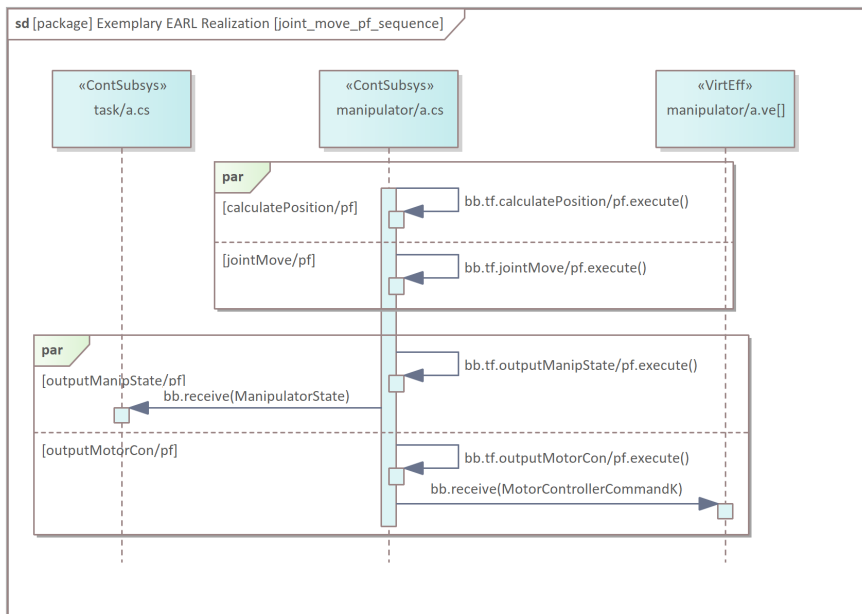 sd [package] Exemplary EARL Realization [joint_move_pf_sequence]
«ContSubsys»
task/a.cs
«ContSubsys»
manipulator/a.cs
«VirtEff»
manipulator/a.ve[]
par
[calculatePosition/pf]
bb.tf.calculatePosition/pf.execute()
[jointMove/pf]
bb.tf.jointMove/pf.execute()
par
[outputManipState/pf]
bb.tf.outputManipState/pf.execute()
bb.receive(ManipulatorState)
[outputMotorCon/pf]
bb.tf.outputMotorCon/pf.execute()
bb.receive(MotorControllerCommandK)